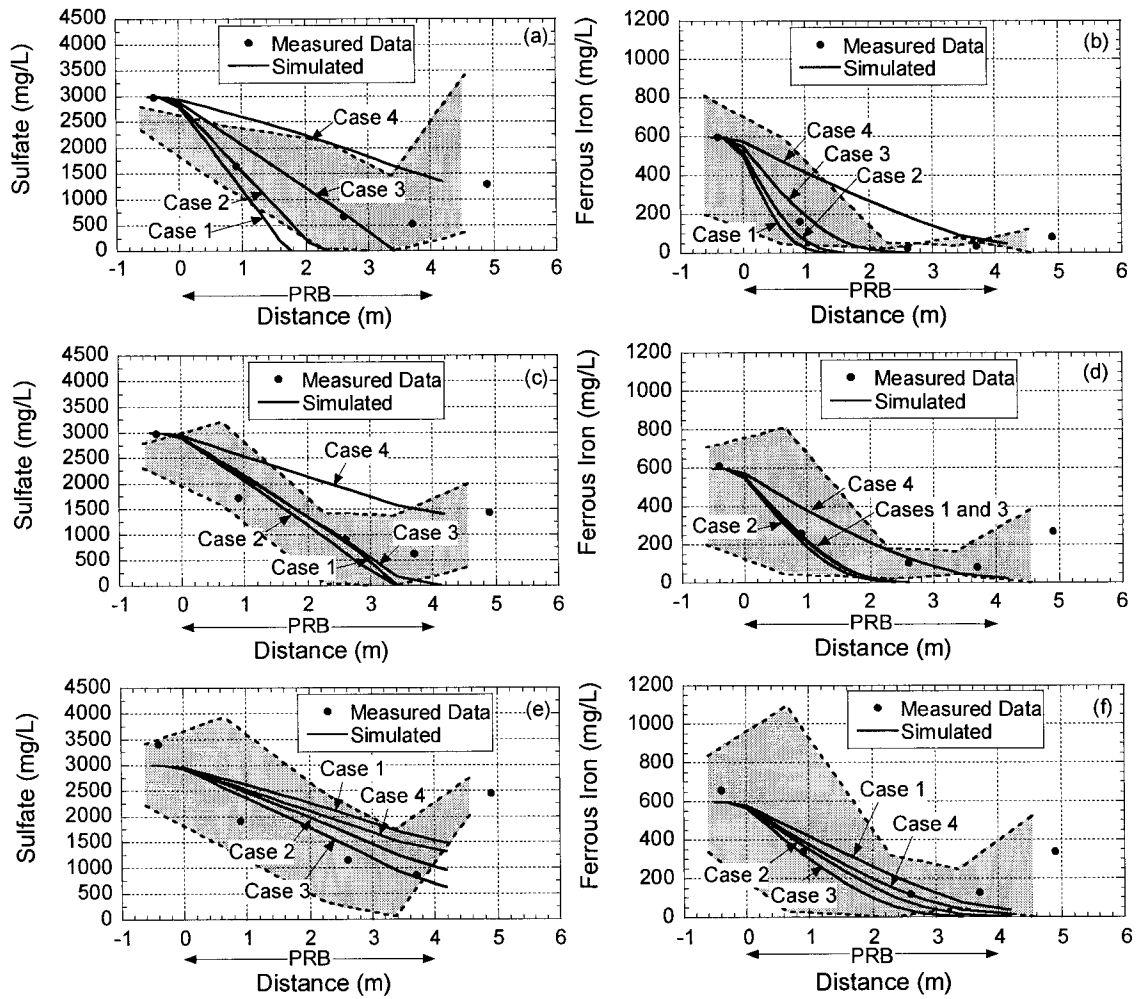 Sulfate (mg/L)
4500
4000
3500
3000
2500
2000
1500
1000
500
0
(a)
Measured Data
Simulated
Case 4
Case 3
Case 2
Case 1
-1 0 1 2 3 4 5 6
PRB
Distance (m)
Ferrous Iron (mg/L)
1200
1000
800
600
400
200
0
(b)
Measured Data
Simulated
Case 4
Case 3
Case 2
Case 1
-1 0 1 2 3 4 5 6
PRB
Distance (m)
Sulfate (mg/L)
4500
4000
3500
3000
2500
2000
1500
1000
500
0
(c)
Measured Data
Simulated
Case 4
Case 2
Case 3
Case 1
-1 0 1 2 3 4 5 6
PRB
Distance (m)
Ferrous Iron (mg/L)
1200
1000
800
600
400
200
0
(d)
Measured Data
Simulated
Case 4
Cases 1 and 3
Case 2
-1 0 1 2 3 4 5 6
PRB
Distance (m)
Sulfate (mg/L)
4500
4000
3500
3000
2500
2000
1500
1000
500
0
(e)
Measured Data
Simulated
Case 1
Case 4
Case 2
Case 3
-1 0 1 2 3 4 5 6
PRB
Distance (m)
Ferrous Iron (mg/L)
1200
1000
800
600
400
200
0
(f)
Measured Data
Simulated
Case 1
Case 4
Case 2
Case 3
-1 0 1 2 3 4 5 6
PRB
Distance (m)